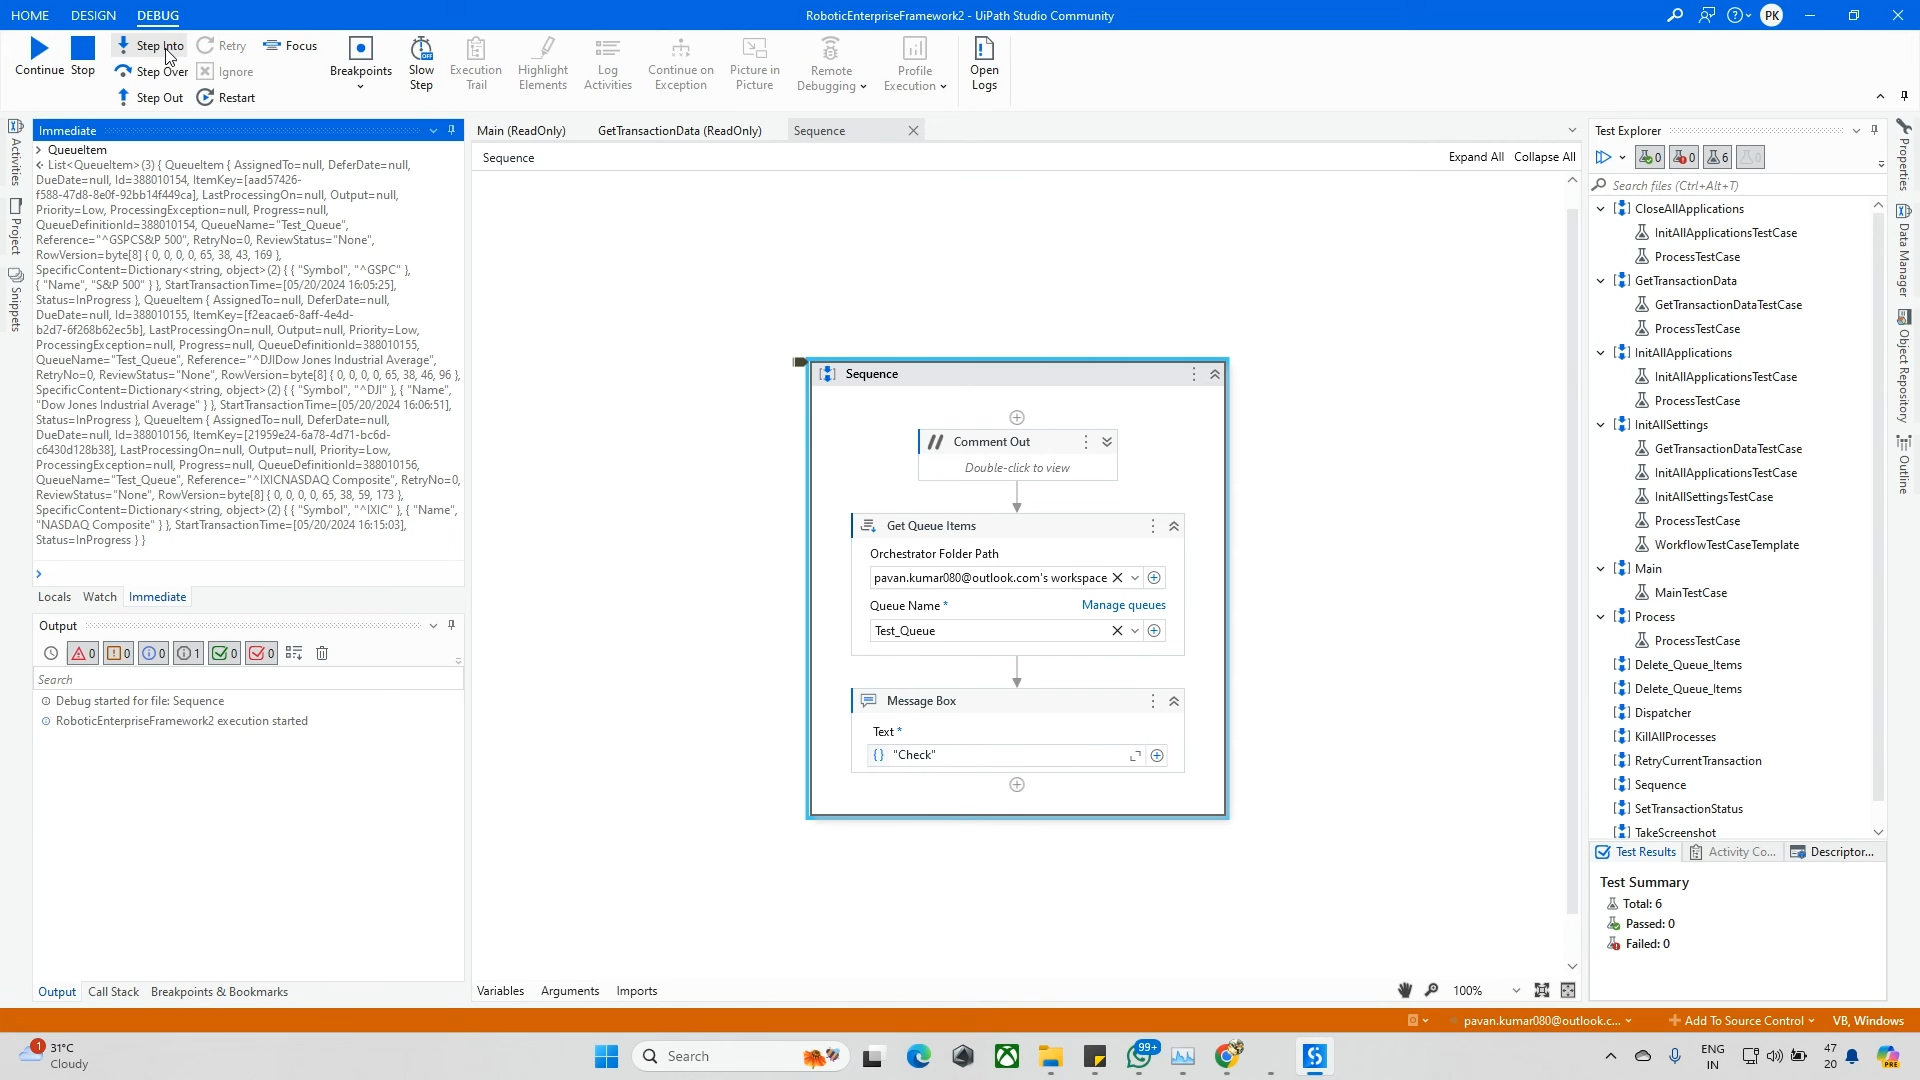 HOME DESIGN DEBUG
RoboticEnterpriseFramework2 - UiPath Studio Community
PK
Continue
Stop
Step Into
Step Over
Step Out
Retry
Ignore
Restart
Focus
Breakpoints
Slow
Step
Execution
Trail
Highlight
Elements
Log
Activities
Continue on
Exception
Picture in
Picture
Remote
Debugging
Profile
Execution
Open
Logs
Activities
Project
Snippets
Immediate
> QueueItem
List<QueueItem>(3) { QueueItem { AssignedTo=null, DeferDate=null,
DueDate=null, Id=388010154, ItemKey=[aad57426-
f588-47d8-8e0f-92bb14f449ca], LastProcessingOn=null, Output=null,
Priority=Low, ProcessingException=null, Progress=null,
QueueDefinitionId=388010154, QueueName="Test_Queue",
Reference="^GSPCS&P 500", RetryNo=0, ReviewStatus="None",
RowVersion=byte[8] { 0, 0, 0, 0, 65, 38, 43, 169 },
SpecificContent=Dictionary<string, object>(2) { { "Symbol", "^GSPC" },
{ "Name", "S&P 500" } }, StartTransactionTime=[05/20/2024 16:05:25],
Status=InProgress }, QueueItem { AssignedTo=null, DeferDate=null,
DueDate=null, Id=388010155, ItemKey=[f2eacae6-8aff-4e4d-
b2d7-6f268b62ec5b], LastProcessingOn=null, Output=null, Priority=Low,
ProcessingException=null, Progress=null, QueueDefinitionId=388010155,
QueueName="Test_Queue", Reference="^DJIDow Jones Industrial Average",
RetryNo=0, ReviewStatus="None", RowVersion=byte[8] { 0, 0, 0, 0, 65, 38, 46, 96 },
SpecificContent=Dictionary<string, object>(2) { { "Symbol", "^DJI" }, { "Name",
"Dow Jones Industrial Average" } }, StartTransactionTime=[05/20/2024 16:06:51],
Status=InProgress }, QueueItem { AssignedTo=null, DeferDate=null,
DueDate=null, Id=388010156, ItemKey=[21959e24-6a78-4d71-bc6d-
c6430d128b38], LastProcessingOn=null, Output=null,
Priority=Low, ProcessingException=null, Progress=null, QueueDefinitionId=388010156,
QueueName="Test_Queue", Reference="^IXICNASDAQ Composite", RetryNo=0,
ReviewStatus="None", RowVersion=byte[8] { 0, 0, 0, 0, 65, 38, 59, 173 },
SpecificContent=Dictionary<string, object>(2) { { "Symbol", "^IXIC" }, { "Name",
"NASDAQ Composite" } }, StartTransactionTime=[05/20/2024 16:15:03],
Status=InProgress } }
>
Locals Watch Immediate
Output
0 0 0 1 0 0
Search
Debug started for file: Sequence
RoboticEnterpriseFramework2 execution started
Output Call Stack Breakpoints & Bookmarks
Main (ReadOnly) GetTransactionData (ReadOnly) Sequence
Sequence
Expand All Collapse All
Sequence
Comment Out
Double-click to view
Get Queue Items
Orchestrator Folder Path
pavan.kumar080@outlook.com's workspace
Queue Name *
Manage queues
Test_Queue
Message Box
Text *
"Check"
Variables Arguments Imports
100%
Test Explorer
0 0 6 0
Search files (Ctrl+Alt+T)
CloseAllApplications
InitAllApplicationsTestCase
ProcessTestCase
GetTransactionData
GetTransactionDataTestCase
ProcessTestCase
InitAllApplications
InitAllApplicationsTestCase
ProcessTestCase
InitAllSettings
GetTransactionDataTestCase
InitAllApplicationsTestCase
InitAllSettingsTestCase
ProcessTestCase
WorkflowTestCaseTemplate
Main
MainTestCase
Process
ProcessTestCase
Delete_Queue_Items
Delete_Queue_Items
Dispatcher
KillAllProcesses
RetryCurrentTransaction
Sequence
SetTransactionStatus
TakeScreenshot
Test Results Activity Co... Descriptor...
Test Summary
Total: 6
Passed: 0
Failed: 0
Properties
Data Manager
Object Repository
Outline
pavan.kumar080@outlook.c...
Add To Source Control
VB, Windows
1
31°C
Cloudy
Search
99+
ENG
IN
47
20
PRE